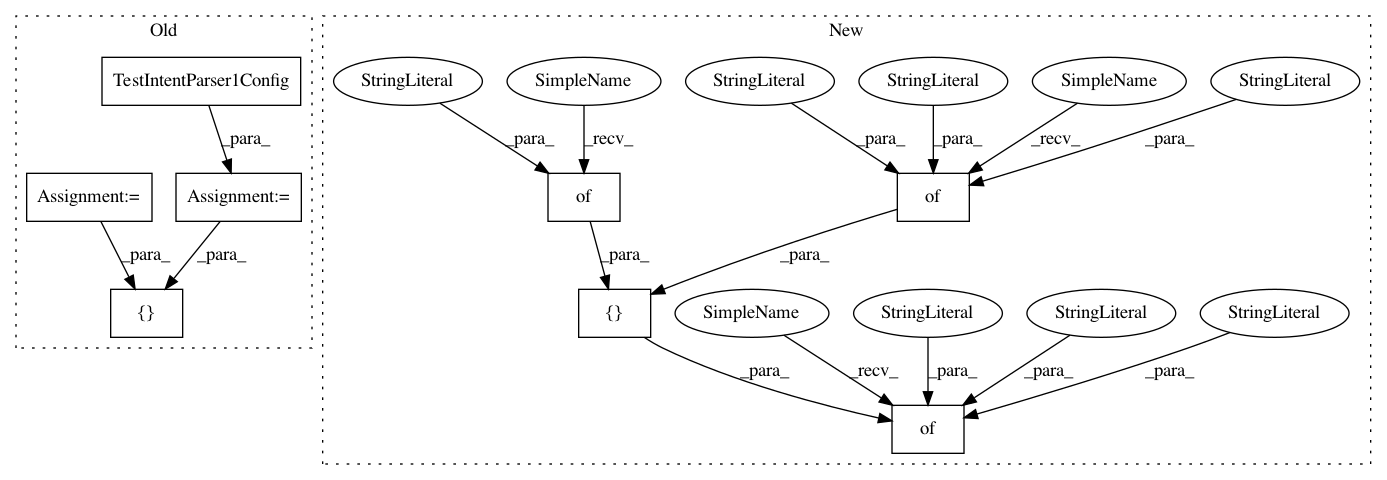 Old
New
TestIntentParser1Config
StringLiteral
SimpleName
StringLiteral
StringLiteral
SimpleName
StringLiteral
_para_
_para_
_recv_
_para_
_para_
_recv_
_para_
Assignment:=
Assignment:=
of
of
_para_
_para_
_para_
_para_
{}
{}
SimpleName
StringLiteral
StringLiteral
StringLiteral
_para_
_recv_
_para_
_para_
_para_
of